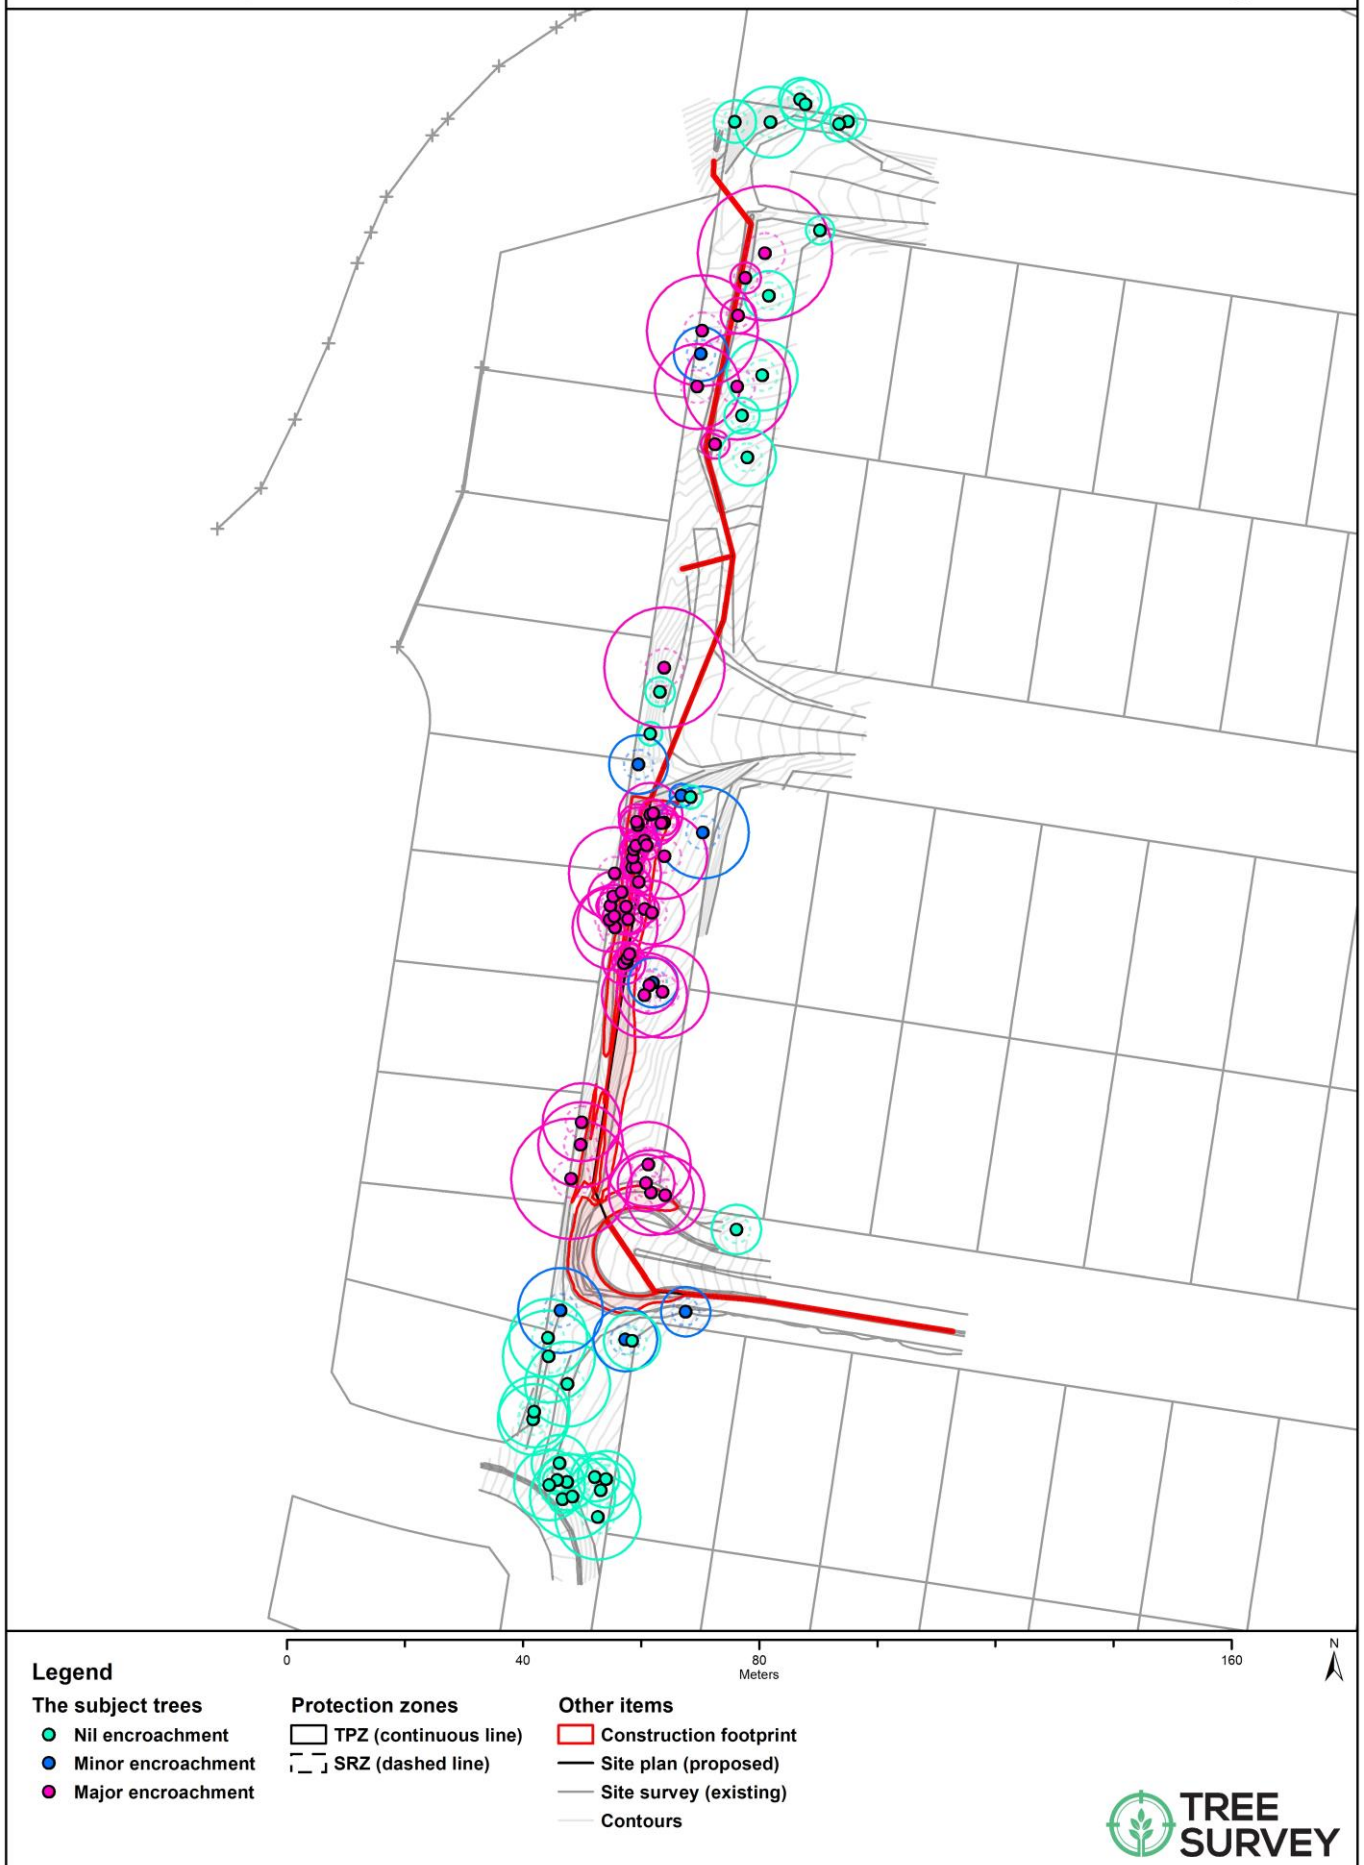 0 40 80 160
Meters
N
Legend
The subject trees
Nil encroachment
Minor encroachment
Major encroachment
Protection zones
TPZ (continuous line)
SRZ (dashed line)
Other items
Construction footprint
Site plan (proposed)
Site survey (existing)
Contours
TREE
SURVEY